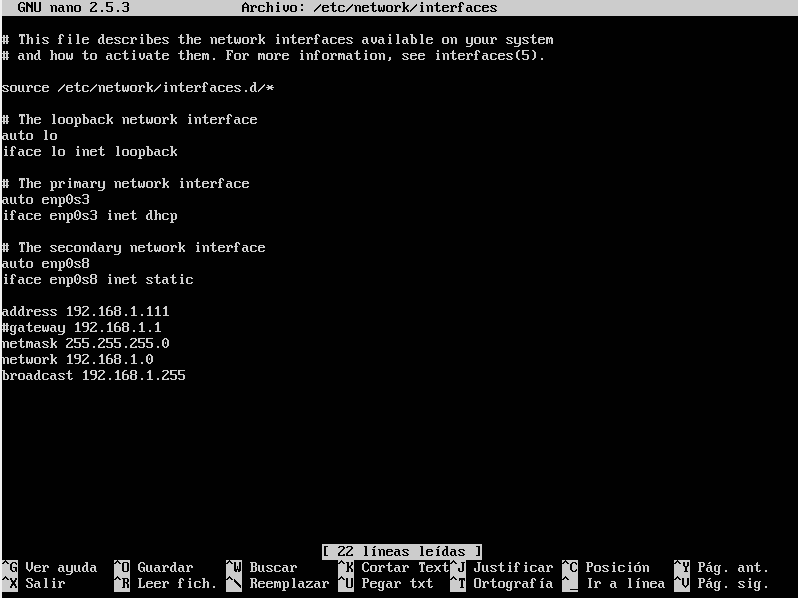 GNU nano 2.5.3 Archivo: /etc/network/interfaces
# This file describes the network interfaces available on your system
# and how to activate them. For more information, see interfaces(5).
source /etc/network/interfaces.d/*
# The loopback network interface
auto lo
iface lo inet loopback
# The primary network interface
auto enp0s3
iface enp0s3 inet dhcp
# The secondary network interface
auto enp0s8
iface enp0s8 inet static
address 192.168.1.111
#gateway 192.168.1.1
netmask 255.255.255.0
network 192.168.1.0
broadcast 192.168.1.255
[ 22 líneas leídas ]
^G Ver ayuda ^O Guardar ^W Buscar ^K Cortar Text^J Justificar ^C Posición ^Y Pág. ant.
^X Salir ^R Leer fich. ^\ Reemplazar ^U Pegar txt ^T Ortografía ^_ Ir a línea ^V Pág. sig.